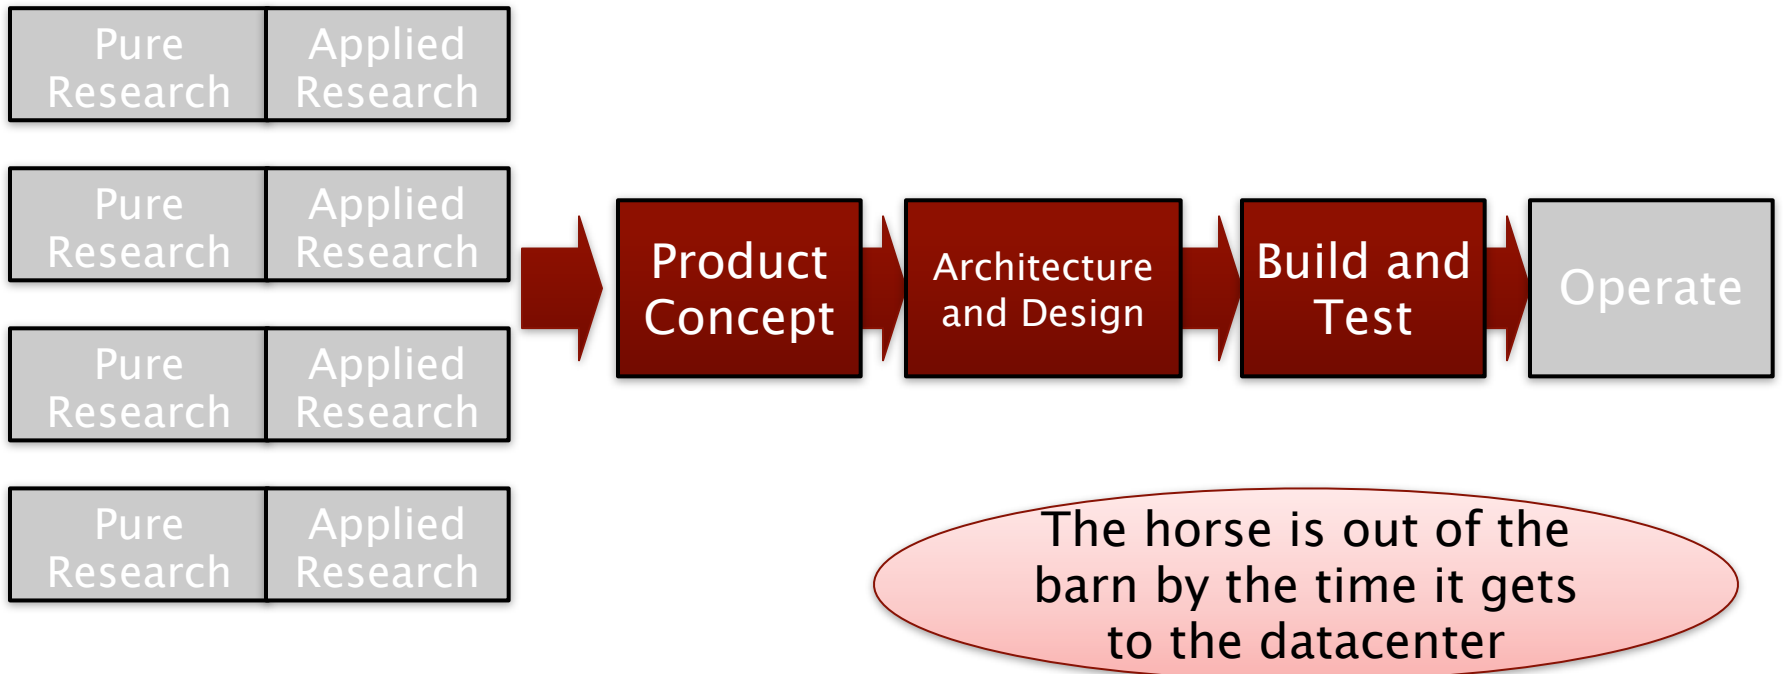 Pure
Research
Applied
Research
Pure
Research
Applied
Research
Product
Concept
Architecture
and Design
Build and
Test
Operate
Pure
Research
Applied
Research
Pure
Research
Applied
Research
The horse is out of the
barn by the time it gets
to the datacenter